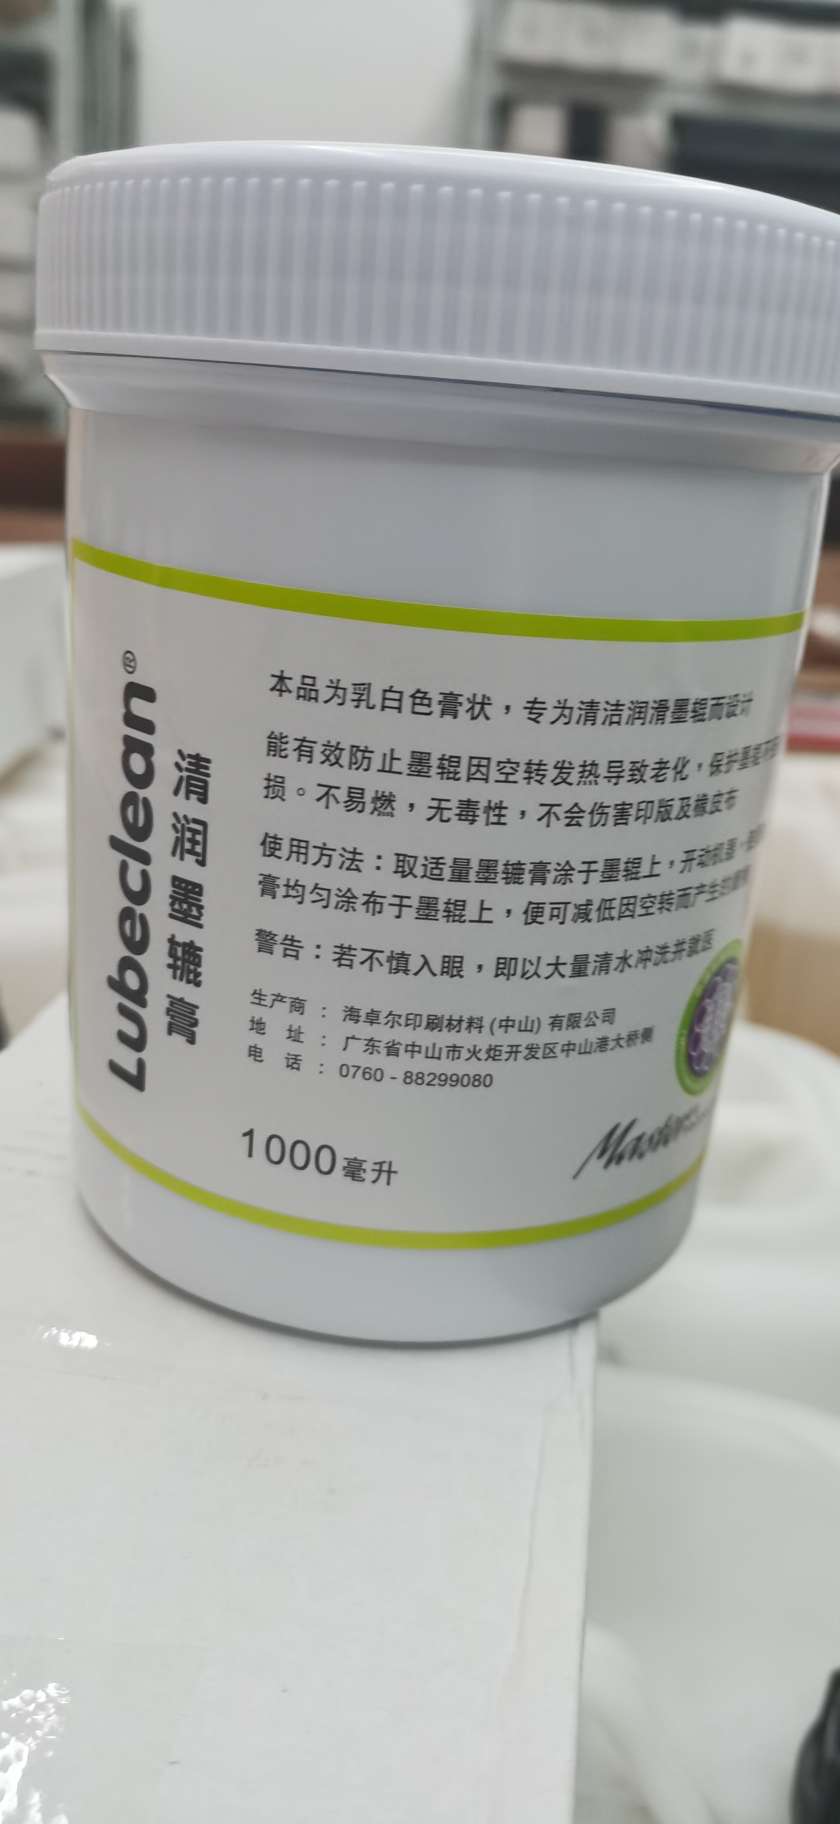 Lubeclean®
清润墨辘膏
本品为乳白色膏状，专为清洁润滑墨辊而设计
能有效防止墨辊因空转发热导致老化，保护墨辊不
损。不易燃，无毒性，不会伤害印版及橡皮布
使用方法：取适量墨辘膏涂于墨辊上，开动机墨，
膏均匀涂布于墨辊上，便可减低因空转而产生的
警告：若不慎入眼，即以大量清水冲洗并就医
生产商 ： 海卓尔印刷材料 (中山) 有限公司
地 址 ： 广东省中山市火炬开发区中山港大桥侧
电 话 ： 0760 - 88299080
1000毫升
Master